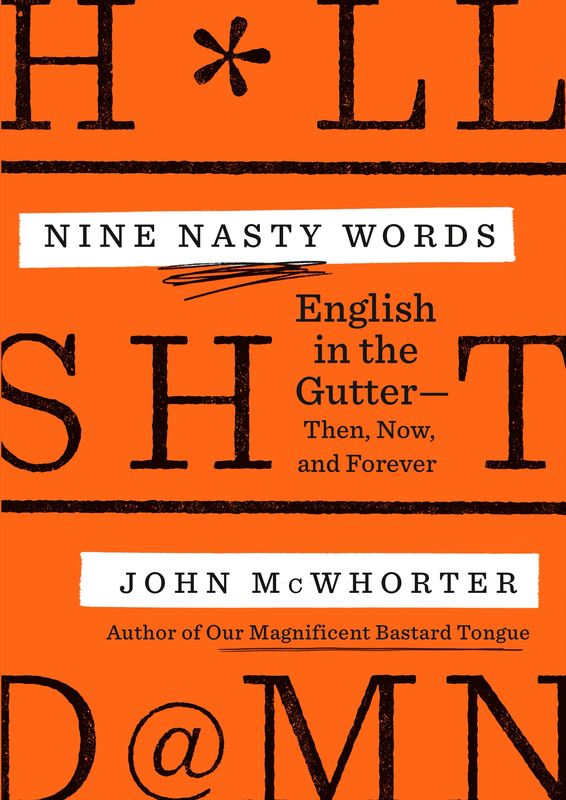 H*LL
NINE NASTY WORDS
English
in the
Gutter—
Then, Now,
and Forever
SH T
JOHN McWHORTER
Author of Our Magnificent Bastard Tongue
D@MN